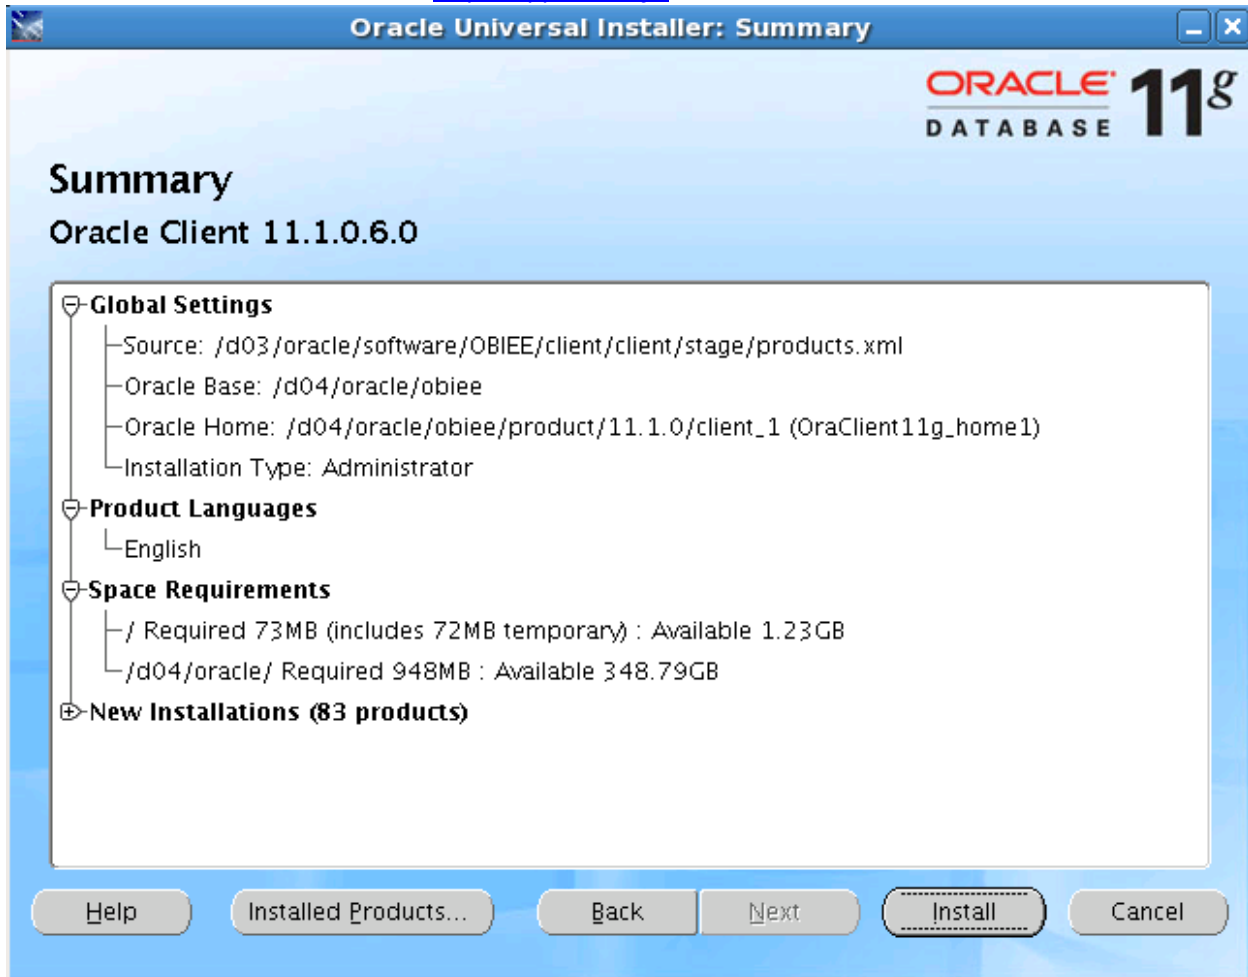 Oracle Universal Installer: Summary
ORACLE
DATABASE
11g
Summary
Oracle Client 11.1.0.6.0
Global Settings
Source: /d03/oracle/software/OBIEE/client/client/stage/products.xml
Oracle Base: /d04/oracle/obiee
Oracle Home: /d04/oracle/obiee/product/11.1.0/client_1 (OraClient11g_home1)
Installation Type: Administrator
Product Languages
English
Space Requirements
/ Required 73MB (includes 72MB temporary) : Available 1.23GB
/d04/oracle/ Required 948MB : Available 348.79GB
New Installations (83 products)
Help Installed Products... Back Next Install Cancel